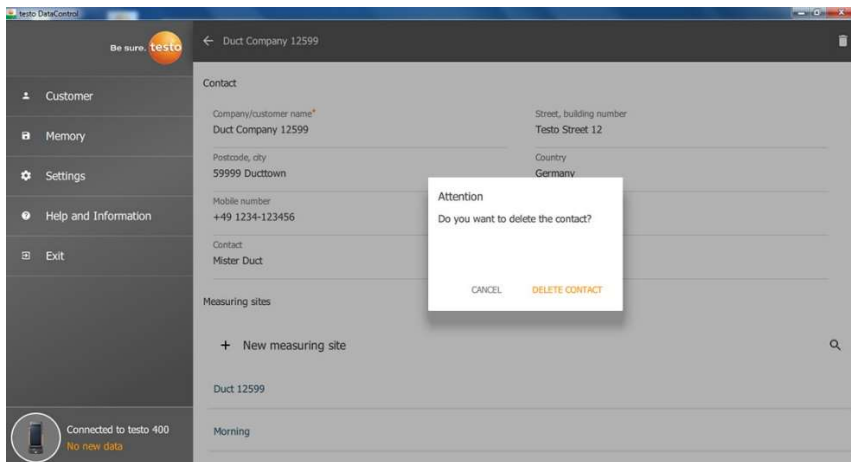 testo DataControl
Be sure. testo
Customer
Memory
Settings
Help and Information
Exit
Connected to testo 400
No new data
Duct Company 12599
Contact
Company/customer name*
Duct Company 12599
Street, building number
Testo Street 12
Postcode, city
59999 Ducttown
Country
Germany
Mobile number
+49 1234-123456
Contact
Mister Duct
Attention
Do you want to delete the contact?
CANCEL DELETE CONTACT
Measuring sites
+ New measuring site
Duct 12599
Morning